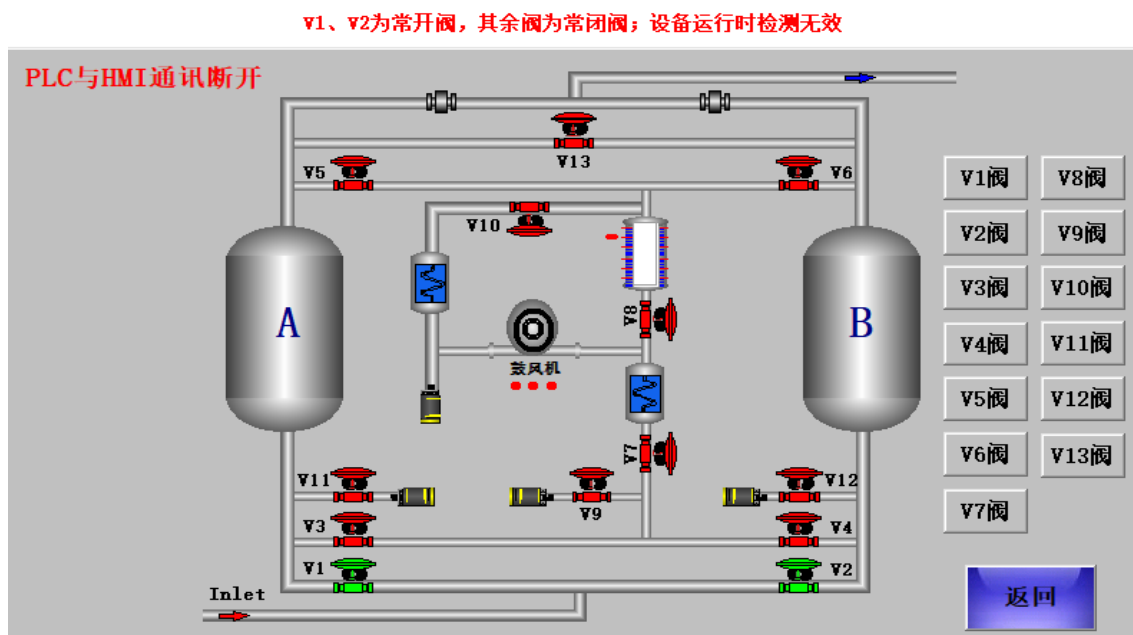 V1、V2为常开阀，其余阀为常闭阀；设备运行时检测无效
PLC与HMI通讯断开
V13
V5
V6
V10
V1阀
V8阀
V2阀
V9阀
V3阀
V10阀
V4阀
V11阀
V5阀
V12阀
V6阀
V13阀
V7阀
A
B
V8
鼓风机
V7
V11
V12
V9
V3
V4
V1
V2
Inlet
返回